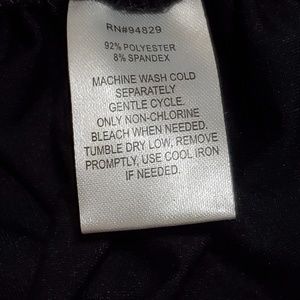 RN#94829
92% POLYESTER
8% SPANDEX
MACHINE WASH COLD
SEPARATELY
GENTLE CYCLE.
ONLY NON-CHLORINE
BLEACH WHEN NEEDED.
TUMBLE DRY LOW, REMOVE
PROMPTLY, USE COOL IRON
IF NEEDED.